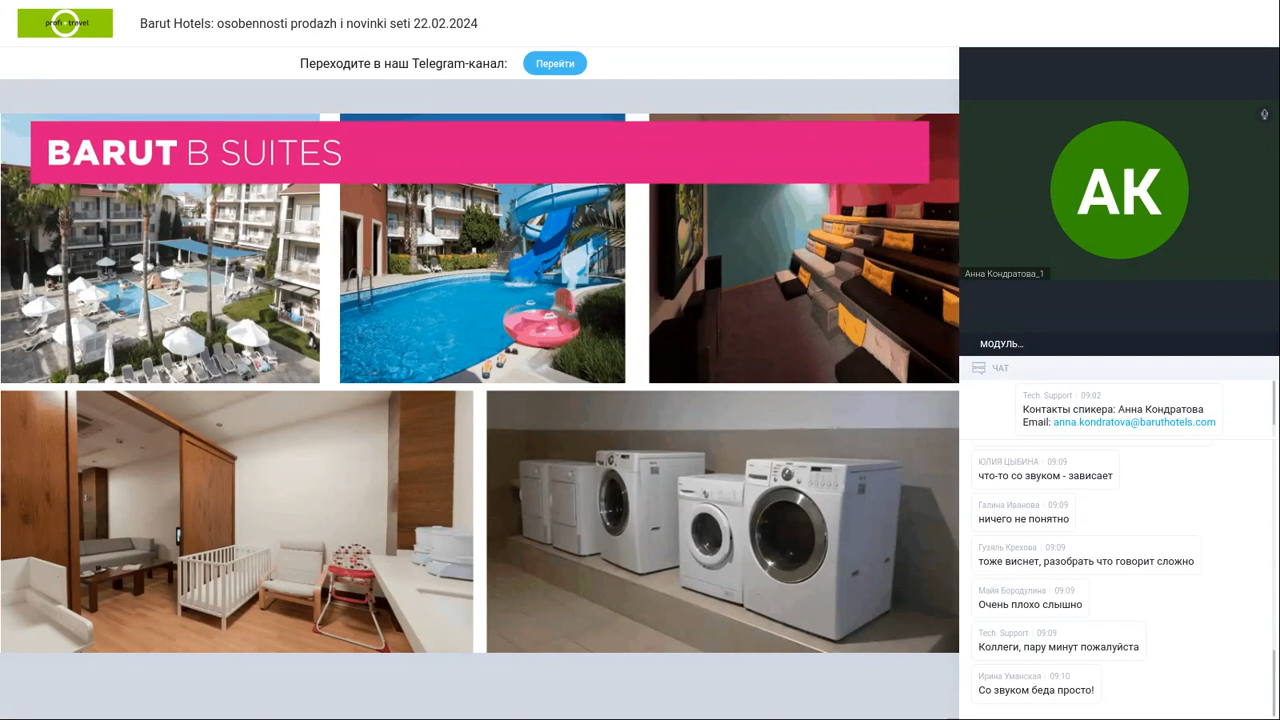 profi travel
Barut Hotels: osobennosti prodazh i novinki seti 22.02.2024
Переходите в наш Telegram-канал:
Перейти
BARUT B SUITES
АК
Анна Кондратова_1
МОДУЛЬ...
ЧАТ
Tech. Support · 09:02
Контакты спикера: Анна Кондратова
Email: anna.kondratova@baruthotels.com
ЮЛИЯ ЦЫБИНА · 09:09
что-то со звуком - зависает
Галина Иванова · 09:09
ничего не понятно
Гузяль Крехова · 09:09
тоже виснет, разобрать что говорит сложно
Майя Бородулина · 09:09
Очень плохо слышно
Tech. Support · 09:09
Коллеги, пару минут пожалуйста
Ирина Уманская · 09:10
Со звуком беда просто!